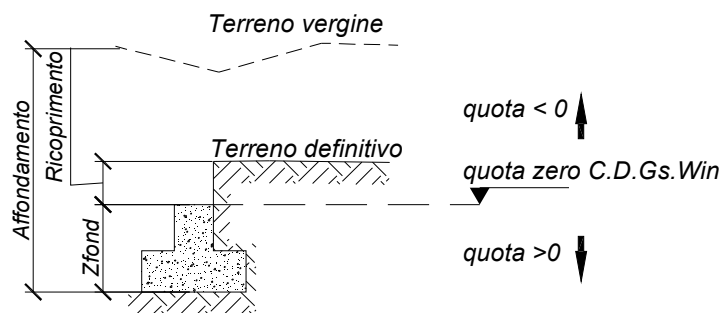 Terreno vergine
Affondamento
Ricoprimento
quota < 0
Terreno definitivo
quota zero C.D.Gs.Win
Zfond
quota >0